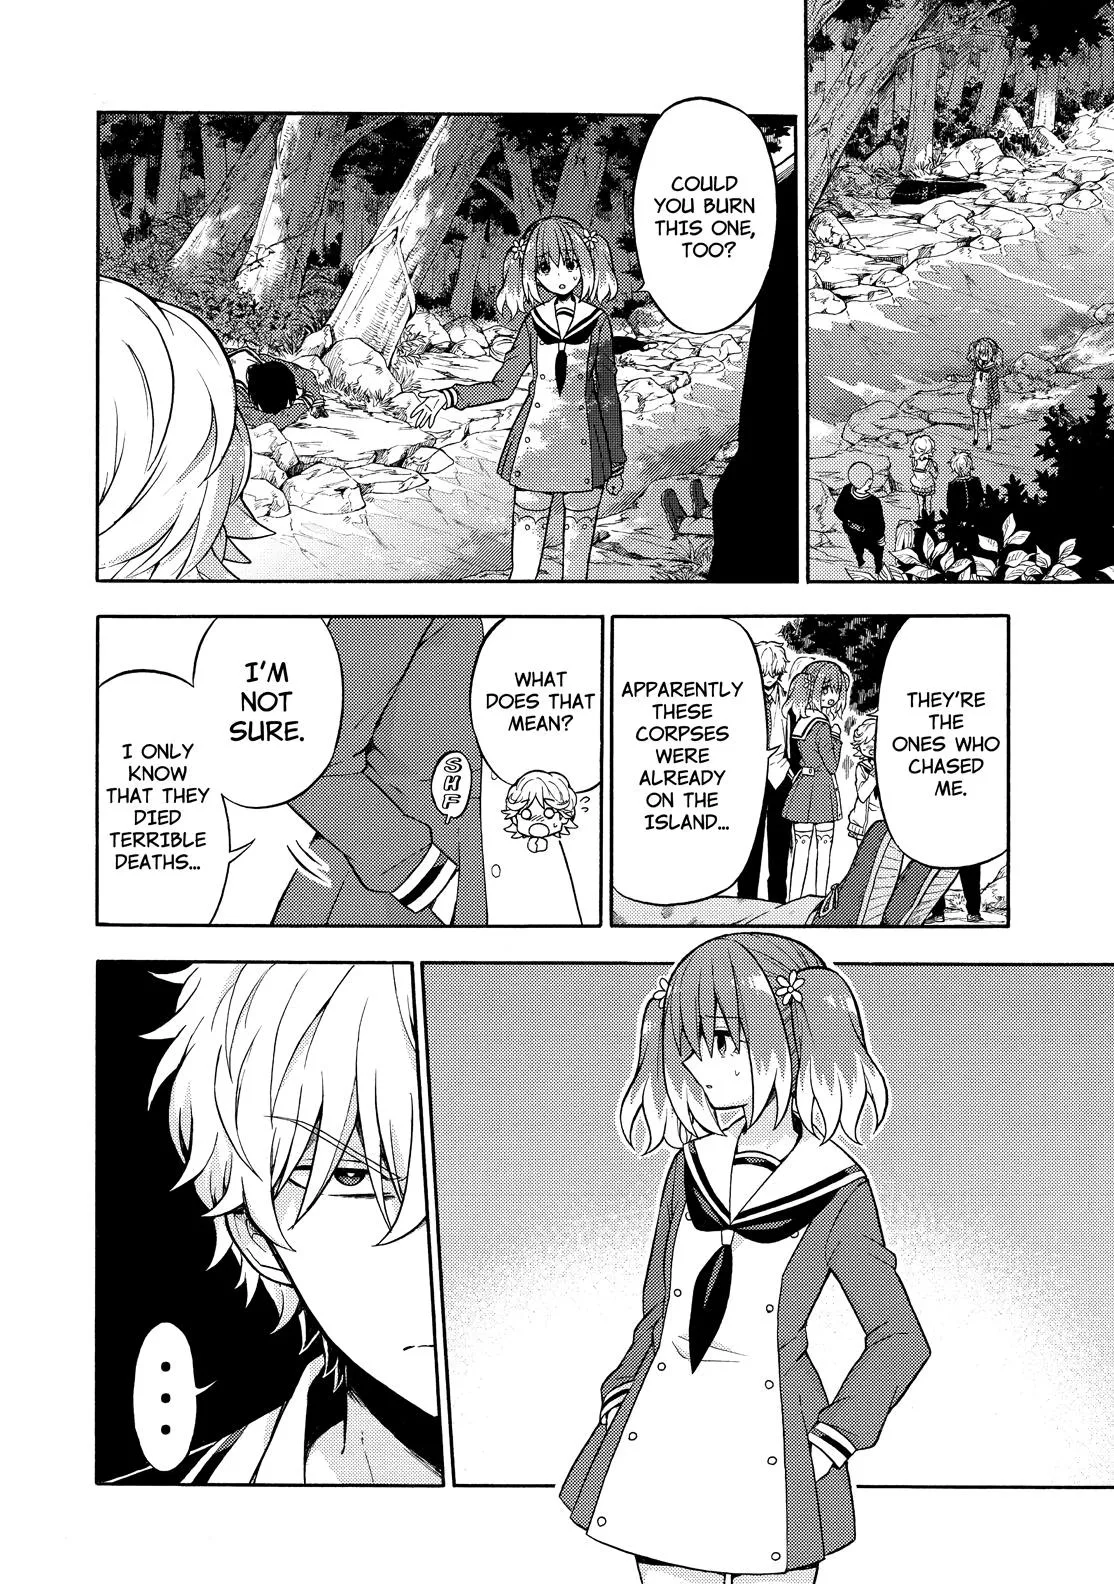 COULD
YOU BURN
THIS ONE,
TOO?
THEY'RE
THE
ONES WHO
CHASED
ME.
APPARENTLY
THESE
CORPSES
WERE
ALREADY
ON THE
ISLAND...
WHAT
DOES THAT
MEAN?
SHF
I'M
NOT
SURE.
I ONLY
KNOW
THAT THEY
DIED
TERRIBLE
DEATHS...
...